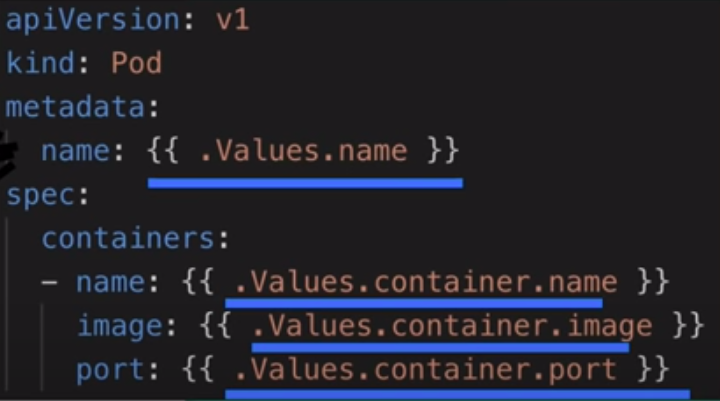 apiVersion: v1
kind: Pod
metadata:
  name: {{ .Values.name }}
spec:
  containers:
  - name: {{ .Values.container.name }}
    image: {{ .Values.container.image }}
    port: {{ .Values.container.port }}